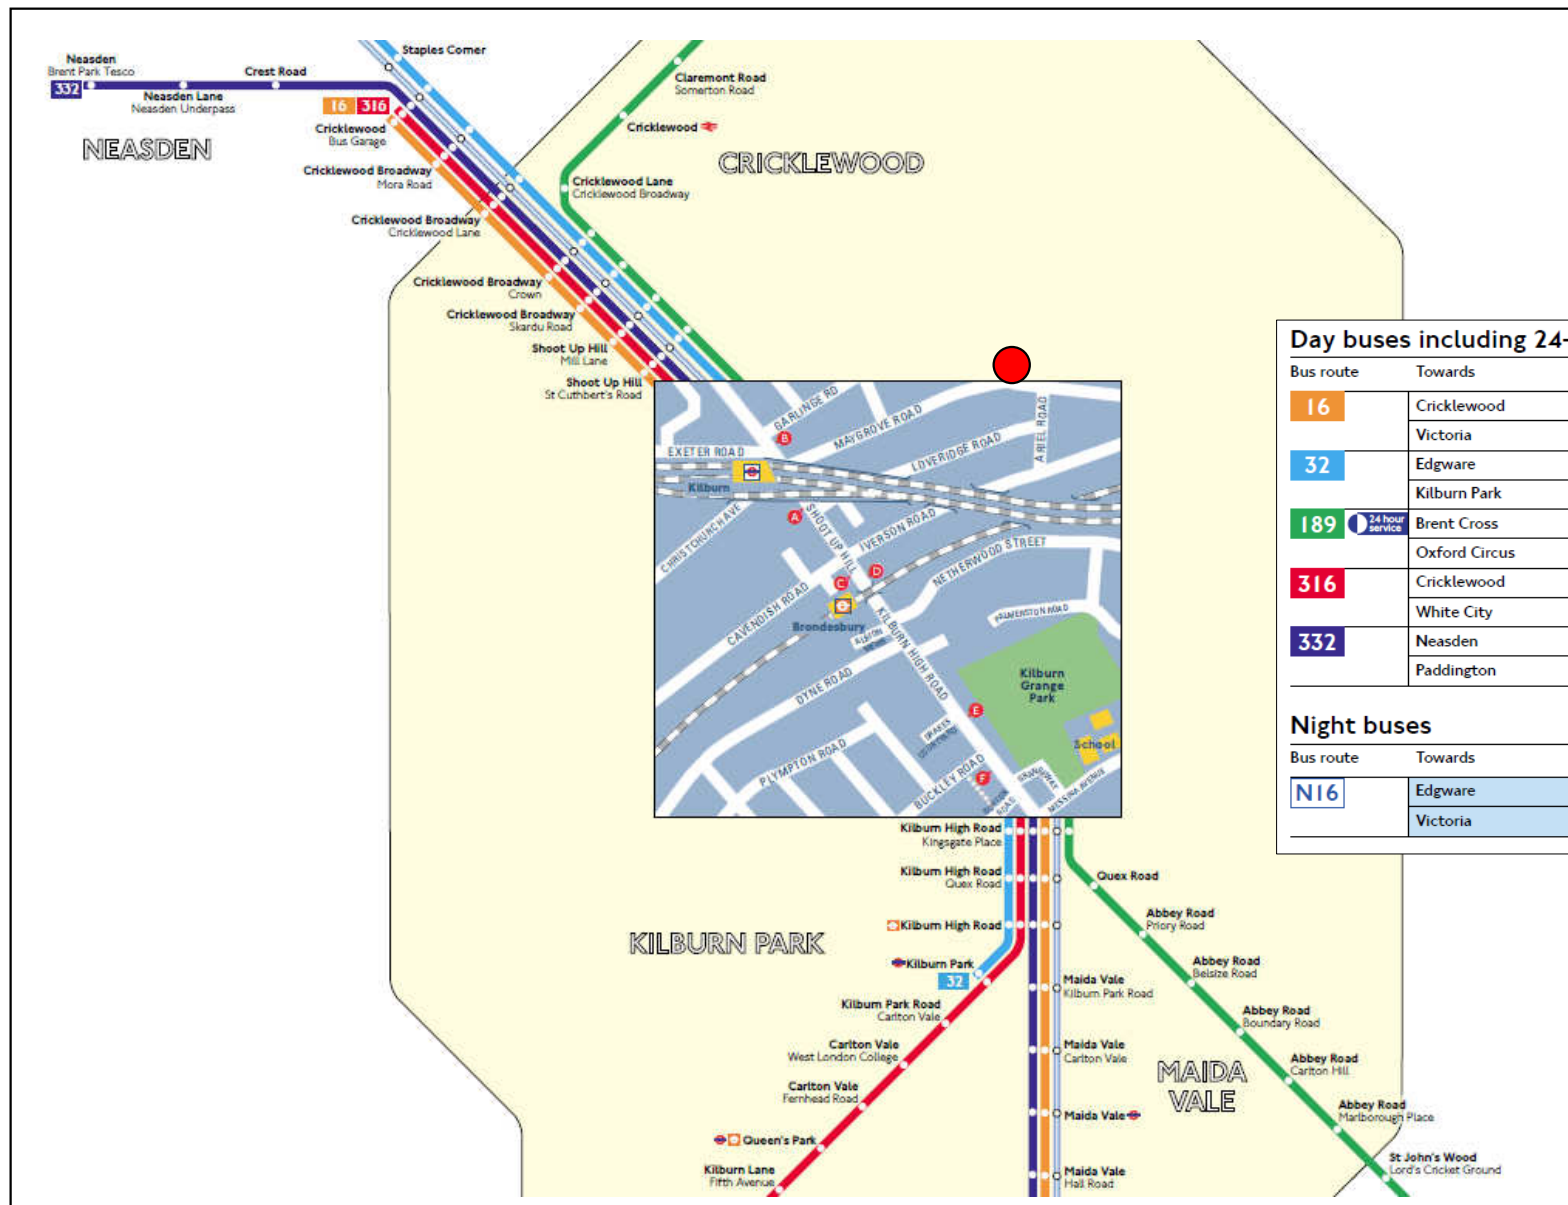 Staples Corner
Neasden
Brent Park Tesco
332
Neasden Lane
Neasden Underpass
Crest Road
16 316
Cricklewood
Bus Garage
NEASDEN
Cricklewood Broadway
Mora Road
Cricklewood Broadway
Cricklewood Lane
Cricklewood Broadway
Crown
Cricklewood Broadway
Skardu Road
Shoot Up Hill
Mill Lane
Shoot Up Hill
St Cuthbert's Road
Claremont Road
Somerton Road
Cricklewood
CRICKLEWOOD
Cricklewood Lane
Cricklewood Broadway
GARLINGE RD
B
MAYGROVE ROAD
ARIEL ROAD
EXETER ROAD
LOVERIDGE ROAD
Kilburn
A
SHOOT UP HILL
CHRISTCHURCH AVE
IVERSON ROAD
NETHERWOOD STREET
D
C
CAVENDISH ROAD
Brondesbury
ALBION MEWS
PALMERSTON ROAD
KILBURN HIGH ROAD
DYNE ROAD
Kilburn
Grange
Park
E
School
PLYMPTON ROAD
BUCKLEY ROAD
F
GRANGEWAY
MESSINA AVENUE
Kilburn High Road
Kingsgate Place
Kilburn High Road
Quex Road
Kilburn High Road
KILBURN PARK
Kilburn Park
32
Kilburn Park Road
Carlton Vale
Carlton Vale
West London College
Carlton Vale
Fernhead Road
Queen's Park
Kilburn Lane
Fifth Avenue
Maida Vale
Kilburn Park Road
Maida Vale
Carlton Vale
Maida Vale
Maida Vale
Hall Road
MAIDA
VALE
Quex Road
Abbey Road
Priory Road
Abbey Road
Belsize Road
Abbey Road
Boundary Road
Abbey Road
Carlton Hill
Abbey Road
Marlborough Place
St John's Wood
Lord's Cricket Ground
Day buses including 24-
Bus route Towards
16 Cricklewood
Victoria
32 Edgware
Kilburn Park
189 24 hour service Brent Cross
Oxford Circus
316 Cricklewood
White City
332 Neasden
Paddington
Night buses
Bus route Towards
N16 Edgware
Victoria